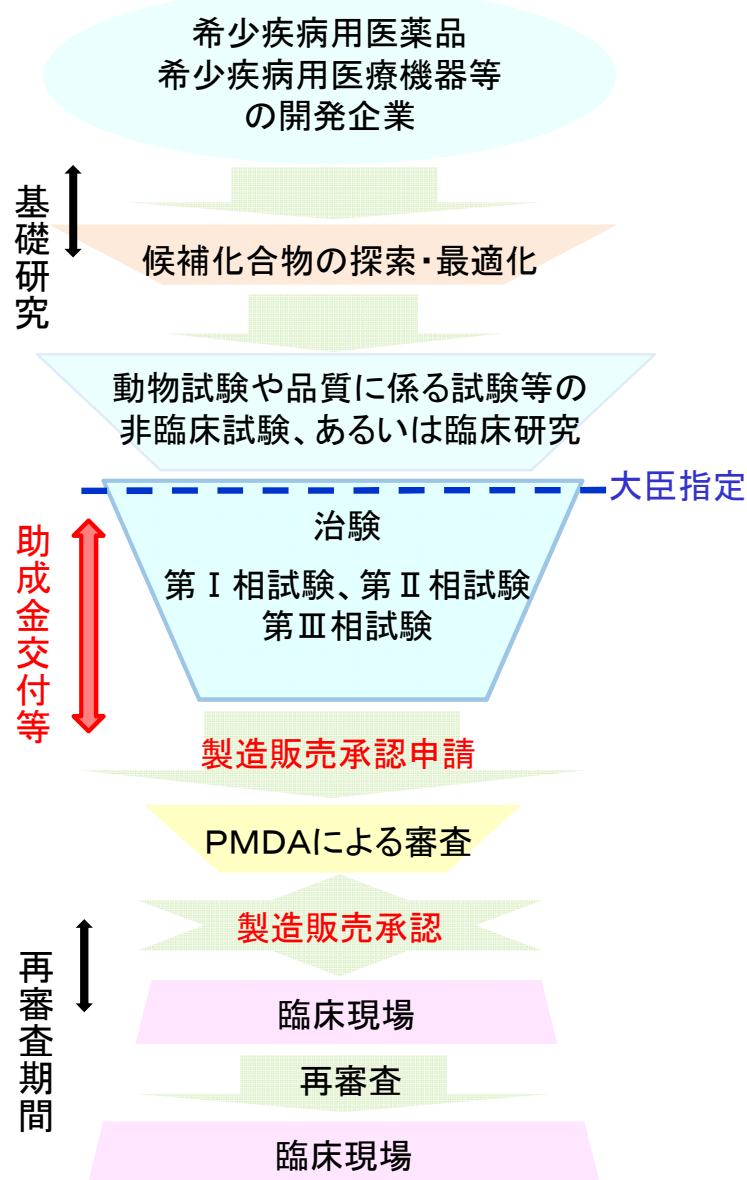 希少疾病用医薬品
希少疾病用医療機器等
の開発企業
基礎研究
候補化合物の探索・最適化
動物試験や品質に係る試験等の
非臨床試験、あるいは臨床研究
大臣指定
助成金交付等
治験
第Ⅰ相試験、第Ⅱ相試験
第Ⅲ相試験
製造販売承認申請
PMDAによる審査
製造販売承認
再審査期間
臨床現場
再審査
臨床現場